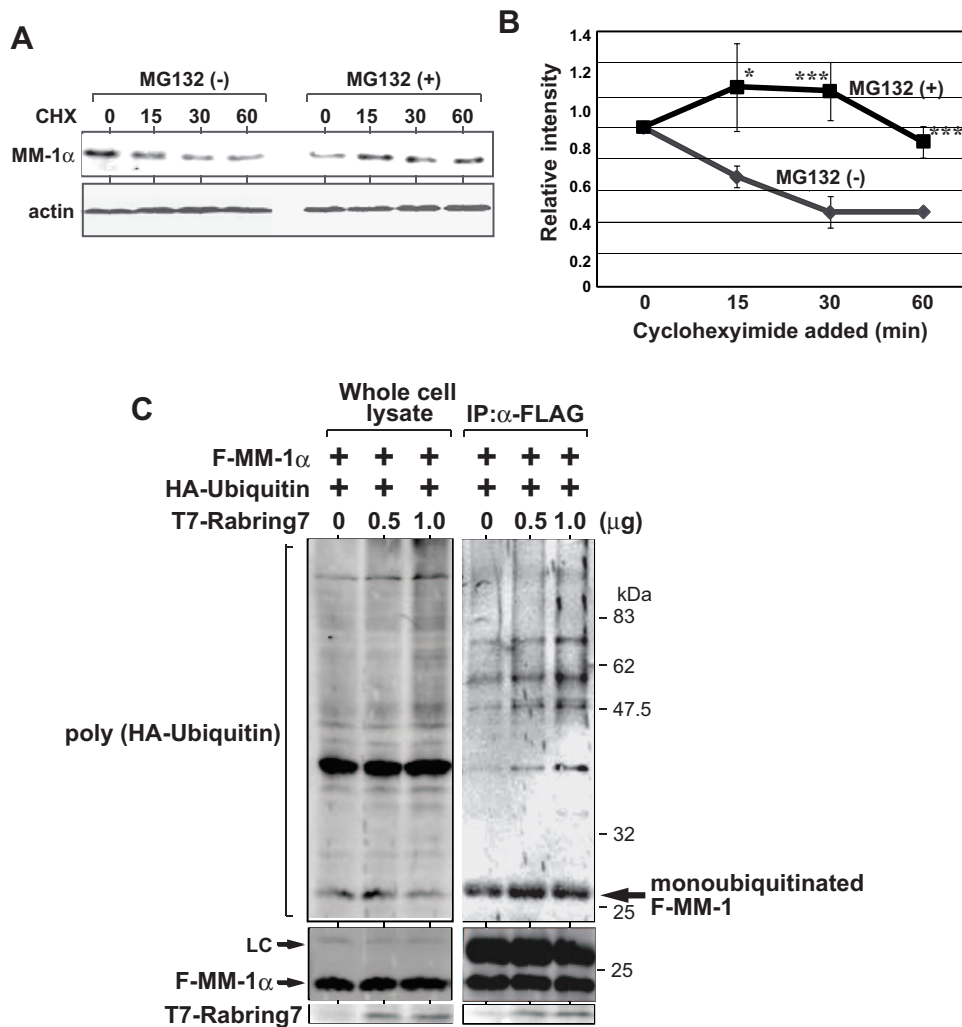 A
MG132 (-) MG132 (+)
CHX 0 15 30 60 0 15 30 60
MM-1α
actin
B
Relative intensity
1.4
1.2
1.0
0.8
0.6
0.4
0.2
0
*
***
MG132 (+)
***
MG132 (-)
0 15 30 60
Cyclohexyimide added (min)
C
Whole cell
lysate
IP:α-FLAG
F-MM-1α + + + + + +
HA-Ubiquitin + + + + + +
T7-Rabring7 0 0.5 1.0 0 0.5 1.0 (μg)
kDa
83
62
47.5
poly (HA-Ubiquitin)
32
monoubiquitinated
F-MM-1
25
LC
25
F-MM-1α
T7-Rabring7